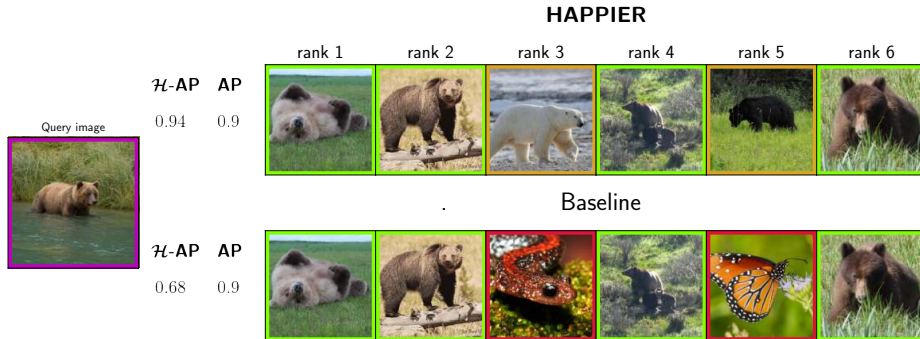 HAPPIER
rank 1 rank 2 rank 3 rank 4 rank 5 rank 6
ℋ-AP AP
0.94 0.9
Query image
. Baseline
ℋ-AP AP
0.68 0.9